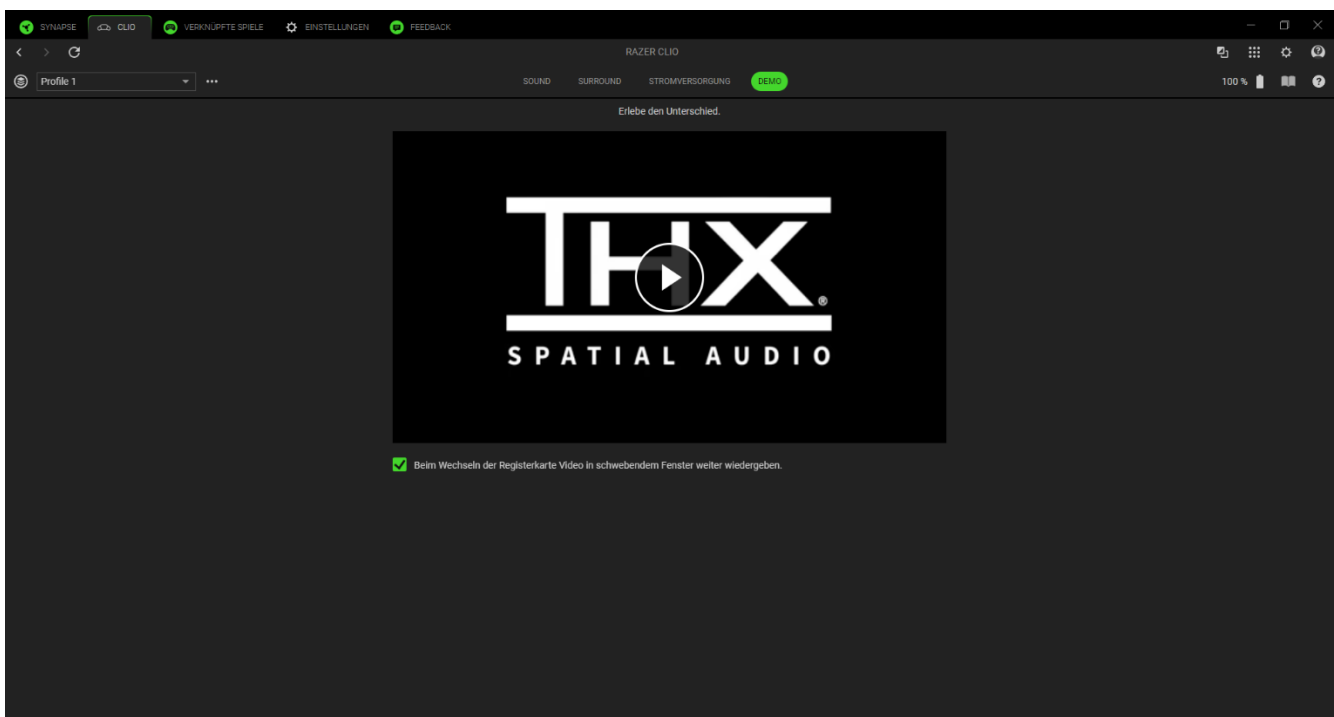 SYNAPSE CLIO VERKNÜPFTE SPIELE EINSTELLUNGEN FEEDBACK
RAZER CLIO
Profile 1 SOUND SURROUND STROMVERSORGUNG DEMO 100 %
Erlebe den Unterschied.
THX®
SPATIAL AUDIO
Beim Wechseln der Registerkarte Video in schwebendem Fenster weiter wiedergeben.